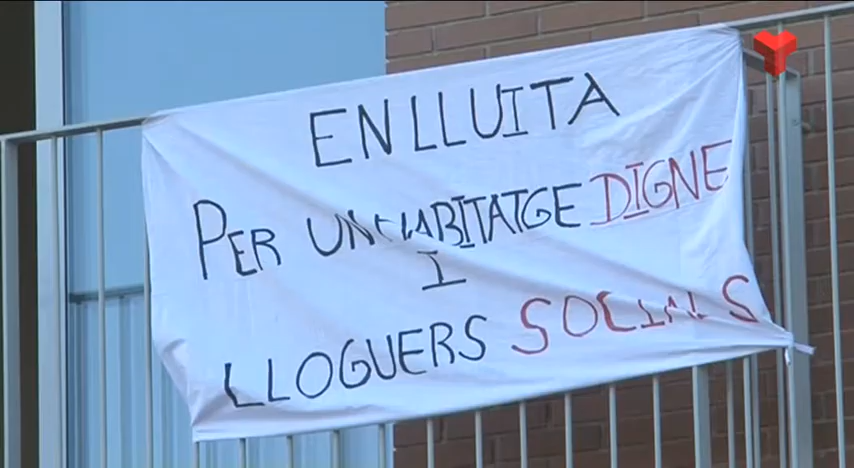 EN LLUITA
PER UN HABITATGE DIGNE
I
LLOGUERS SOCIALS